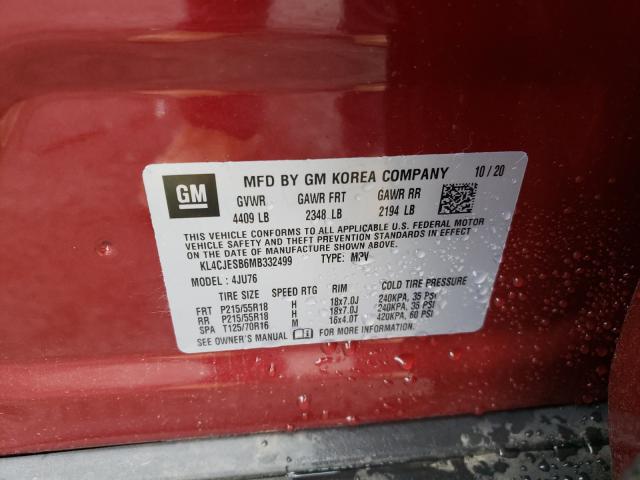 GM
MFD BY GM KOREA COMPANY 10 / 20
GVWR GAWR FRT GAWR RR
4409 LB 2348 LB 2194 LB
THIS VEHICLE CONFORMS TO ALL APPLICABLE U.S. FEDERAL MOTOR
VEHICLE SAFETY AND THEFT PREVENTION STANDARDS IN EFFECT
ON THE DATE OF MANUFACTURE SHOWN ABOVE.
KL4CJESB6MB332499 TYPE: MPV
MODEL : 4JU76
TIRE SIZE SPEED RTG RIM COLD TIRE PRESSURE
FRT P215/55R18 H 18x7.0J 240KPA, 35 PSI
RR P215/55R18 H 18x7.0J 240KPA, 35 PSI
SPA T125/70R16 M 16x4.0T 420KPA, 60 PSI
SEE OWNER'S MANUAL FOR MORE INFORMATION.